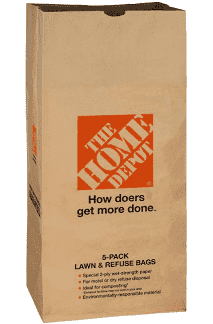 THE
HOME
DEPOT
How doers
get more done.
5-PACK
LAWN & REFUSE BAGS
• Special 2-ply wet-strength paper
• For moist or dry refuse disposal
• Ideal for composting*
• Environmentally responsible material